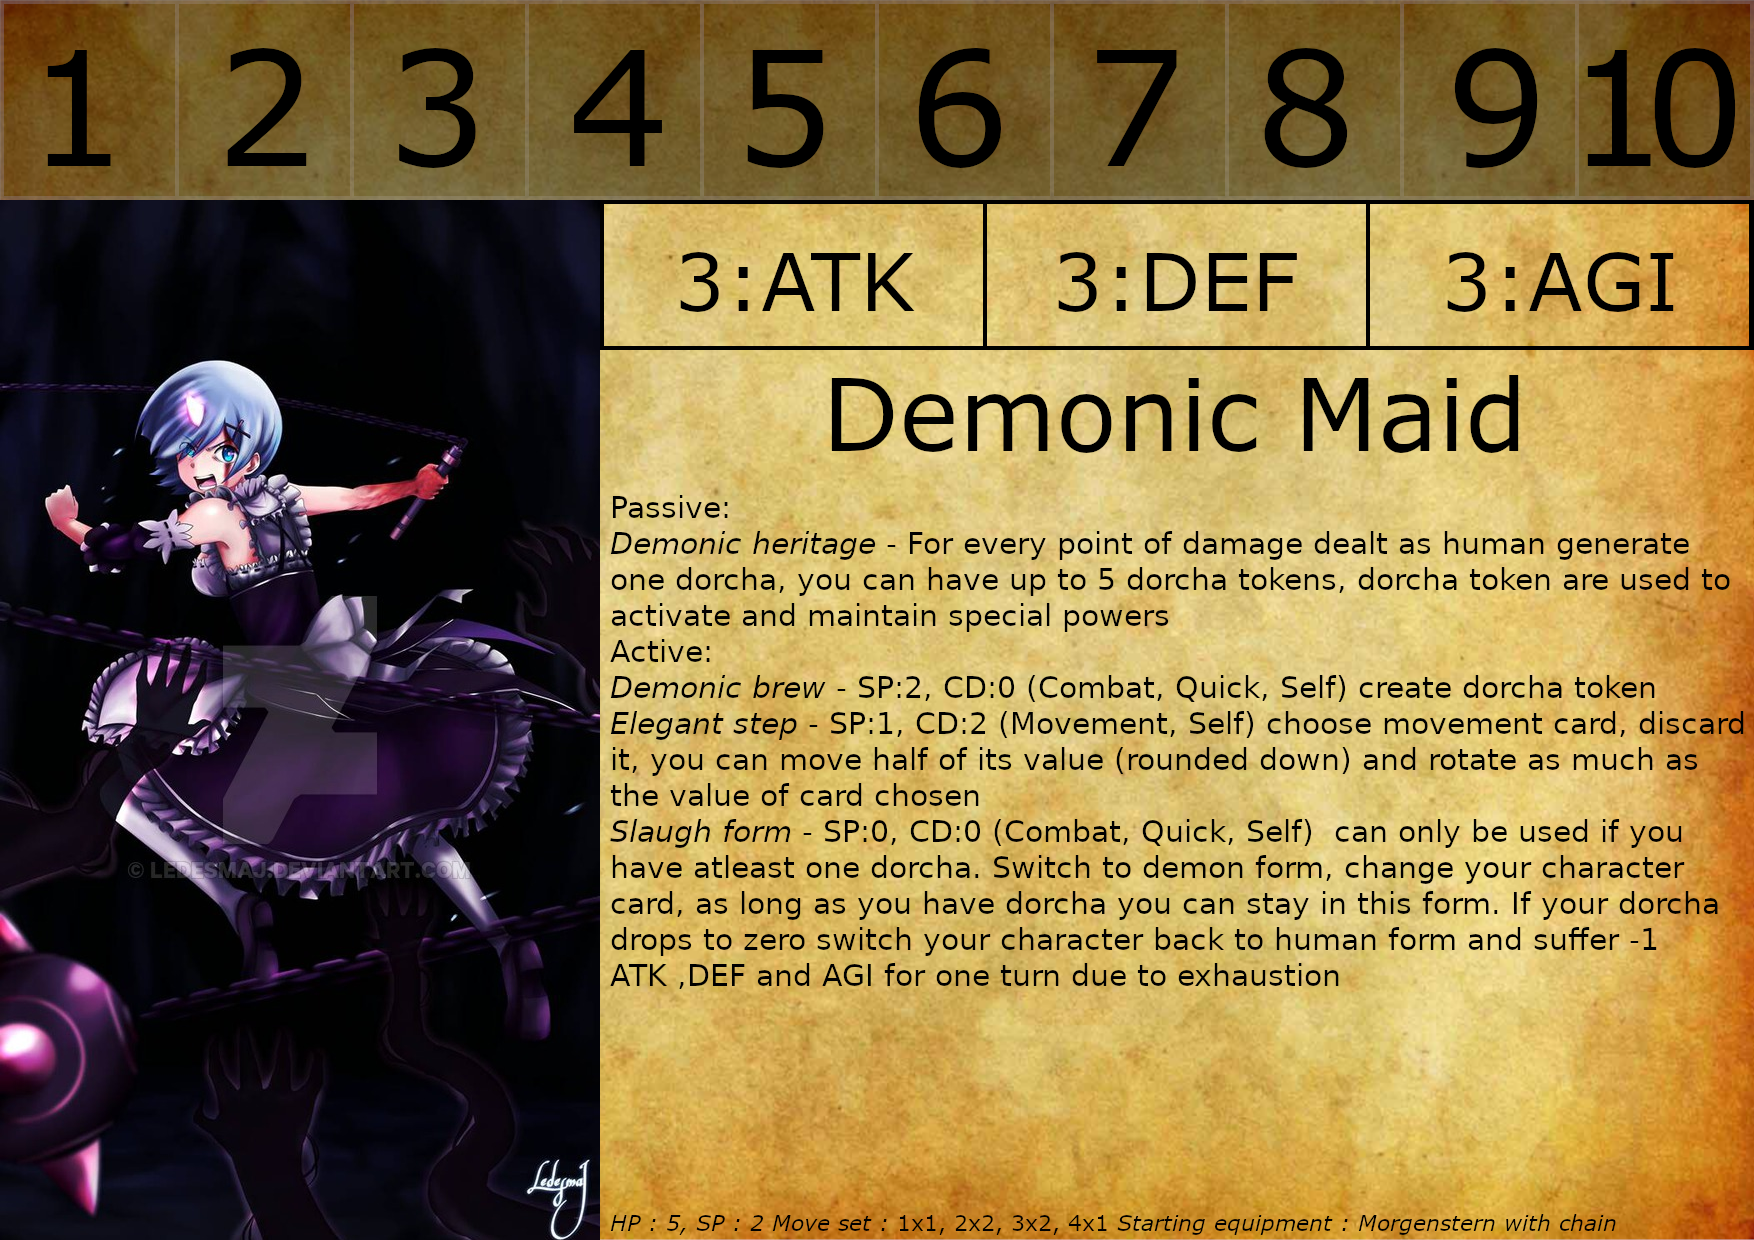 1 2 3 4 5 6 7 8 9 10
3:ATK 3:DEF 3:AGI
Demonic Maid
Passive:
Demonic heritage - For every point of damage dealt as human generate
one dorcha, you can have up to 5 dorcha tokens, dorcha token are used to
activate and maintain special powers
Active:
Demonic brew - SP:2, CD:0 (Combat, Quick, Self) create dorcha token
Elegant step - SP:1, CD:2 (Movement, Self) choose movement card, discard
it, you can move half of its value (rounded down) and rotate as much as
the value of card chosen
Slaugh form - SP:0, CD:0 (Combat, Quick, Self)  can only be used if you
have atleast one dorcha. Switch to demon form, change your character
card, as long as you have dorcha you can stay in this form. If your dorcha
drops to zero switch your character back to human form and suffer -1
ATK ,DEF and AGI for one turn due to exhaustion
© LEDESMAJ.DEVIANTART.COM
LedesmaJ
HP : 5, SP : 2 Move set : 1x1, 2x2, 3x2, 4x1 Starting equipment : Morgenstern with chain